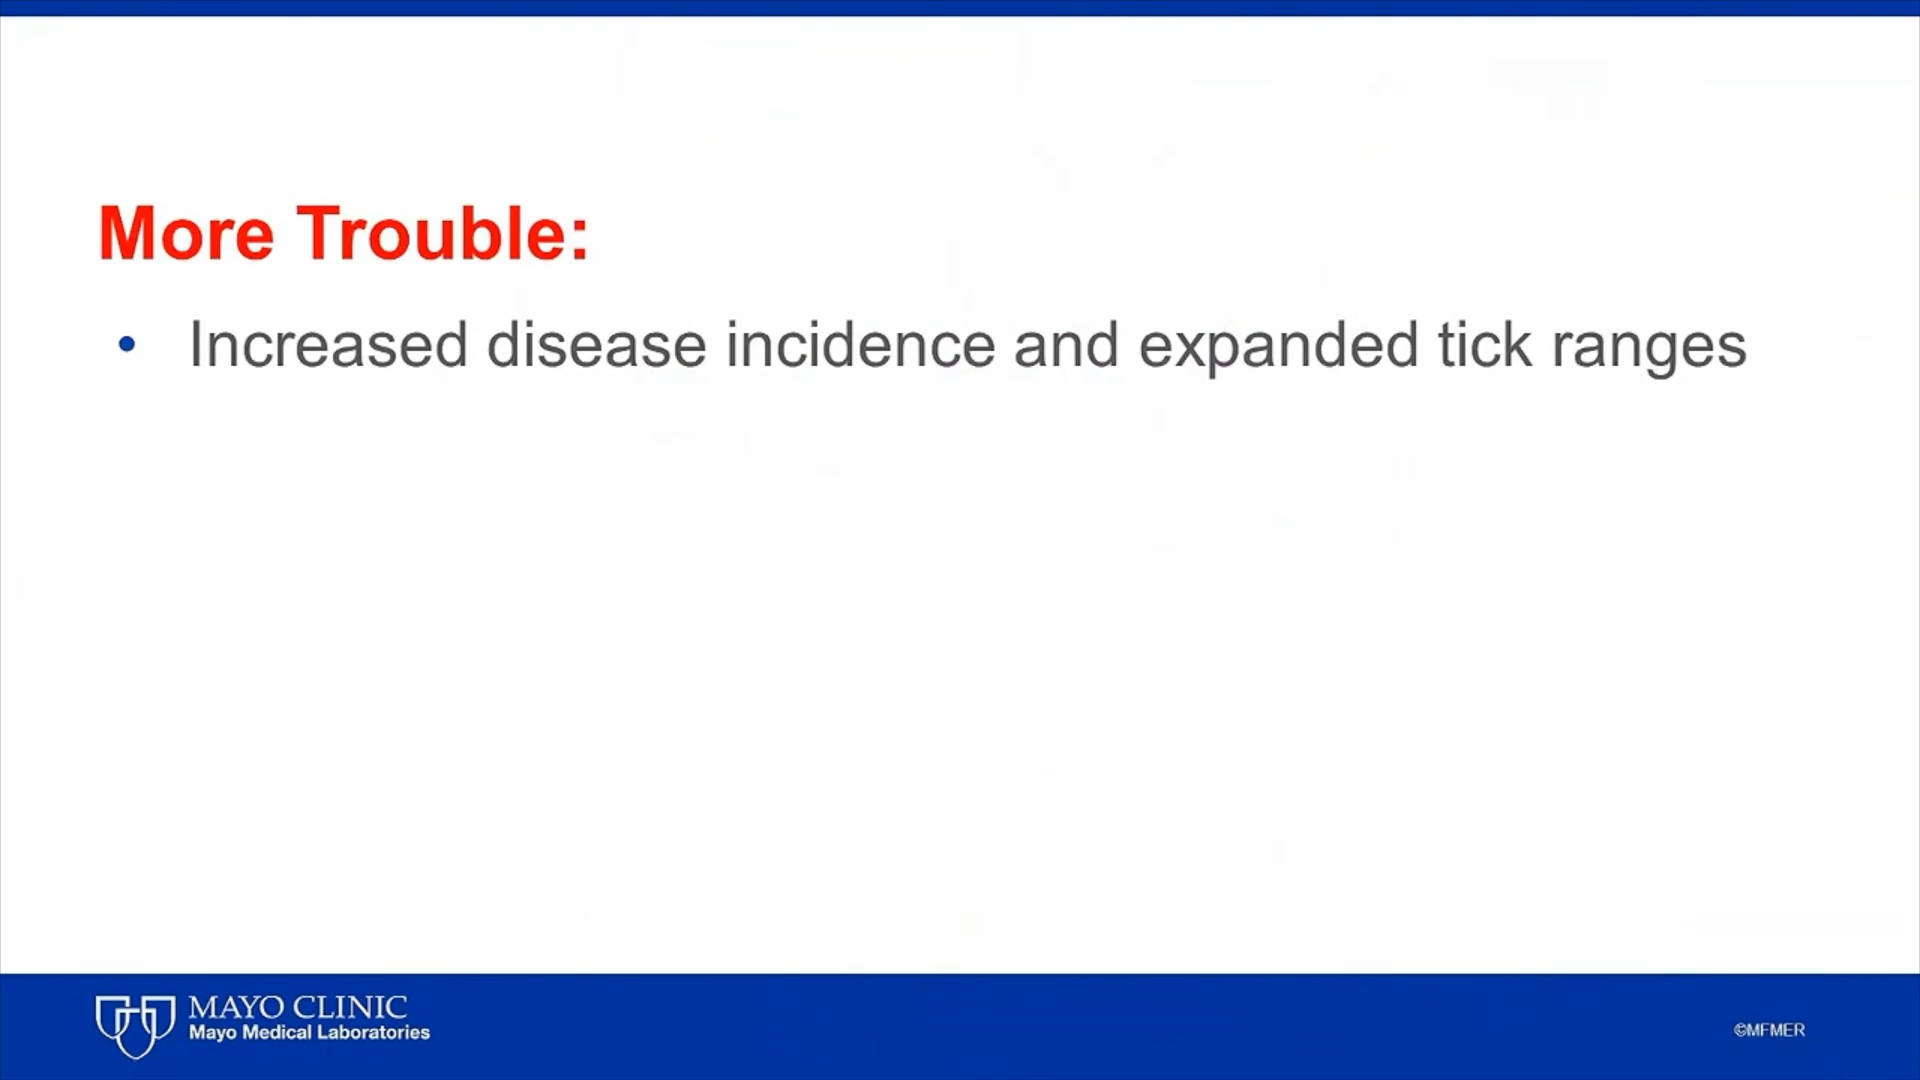 More Trouble:
• Increased disease incidence and expanded tick ranges
MAYO CLINIC
Mayo Medical Laboratories
©MFMER